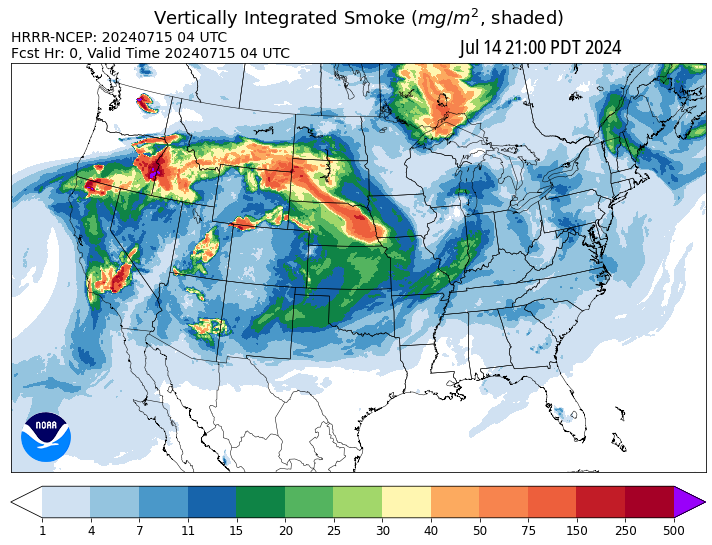 Vertically Integrated Smoke (mg/m², shaded)
HRRR-NCEP: 20240715 04 UTC
Fcst Hr: 0, Valid Time 20240715 04 UTC
Jul 14 21:00 PDT 2024
NOAA
1 4 7 11 15 20 25 30 40 50 75 150 250 500